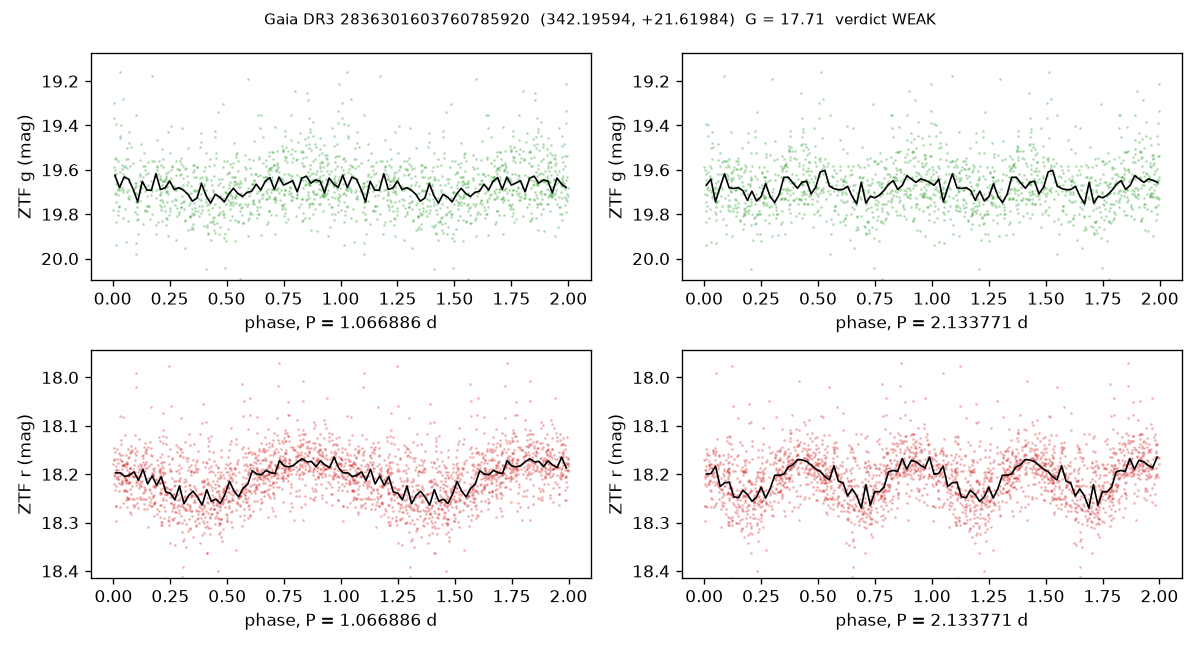 Gaia DR3 2836301603760785920 (342.19594, +21.61984) G = 17.71 verdict WEAK
ZTF g (mag)
19.2
19.4
19.6
19.8
20.0
0.00 0.25 0.50 0.75 1.00 1.25 1.50 1.75 2.00
phase, P = 1.066886 d
ZTF g (mag)
19.2
19.4
19.6
19.8
20.0
0.00 0.25 0.50 0.75 1.00 1.25 1.50 1.75 2.00
phase, P = 2.133771 d
ZTF r (mag)
18.0
18.1
18.2
18.3
18.4
0.00 0.25 0.50 0.75 1.00 1.25 1.50 1.75 2.00
phase, P = 1.066886 d
ZTF r (mag)
18.0
18.1
18.2
18.3
18.4
0.00 0.25 0.50 0.75 1.00 1.25 1.50 1.75 2.00
phase, P = 2.133771 d